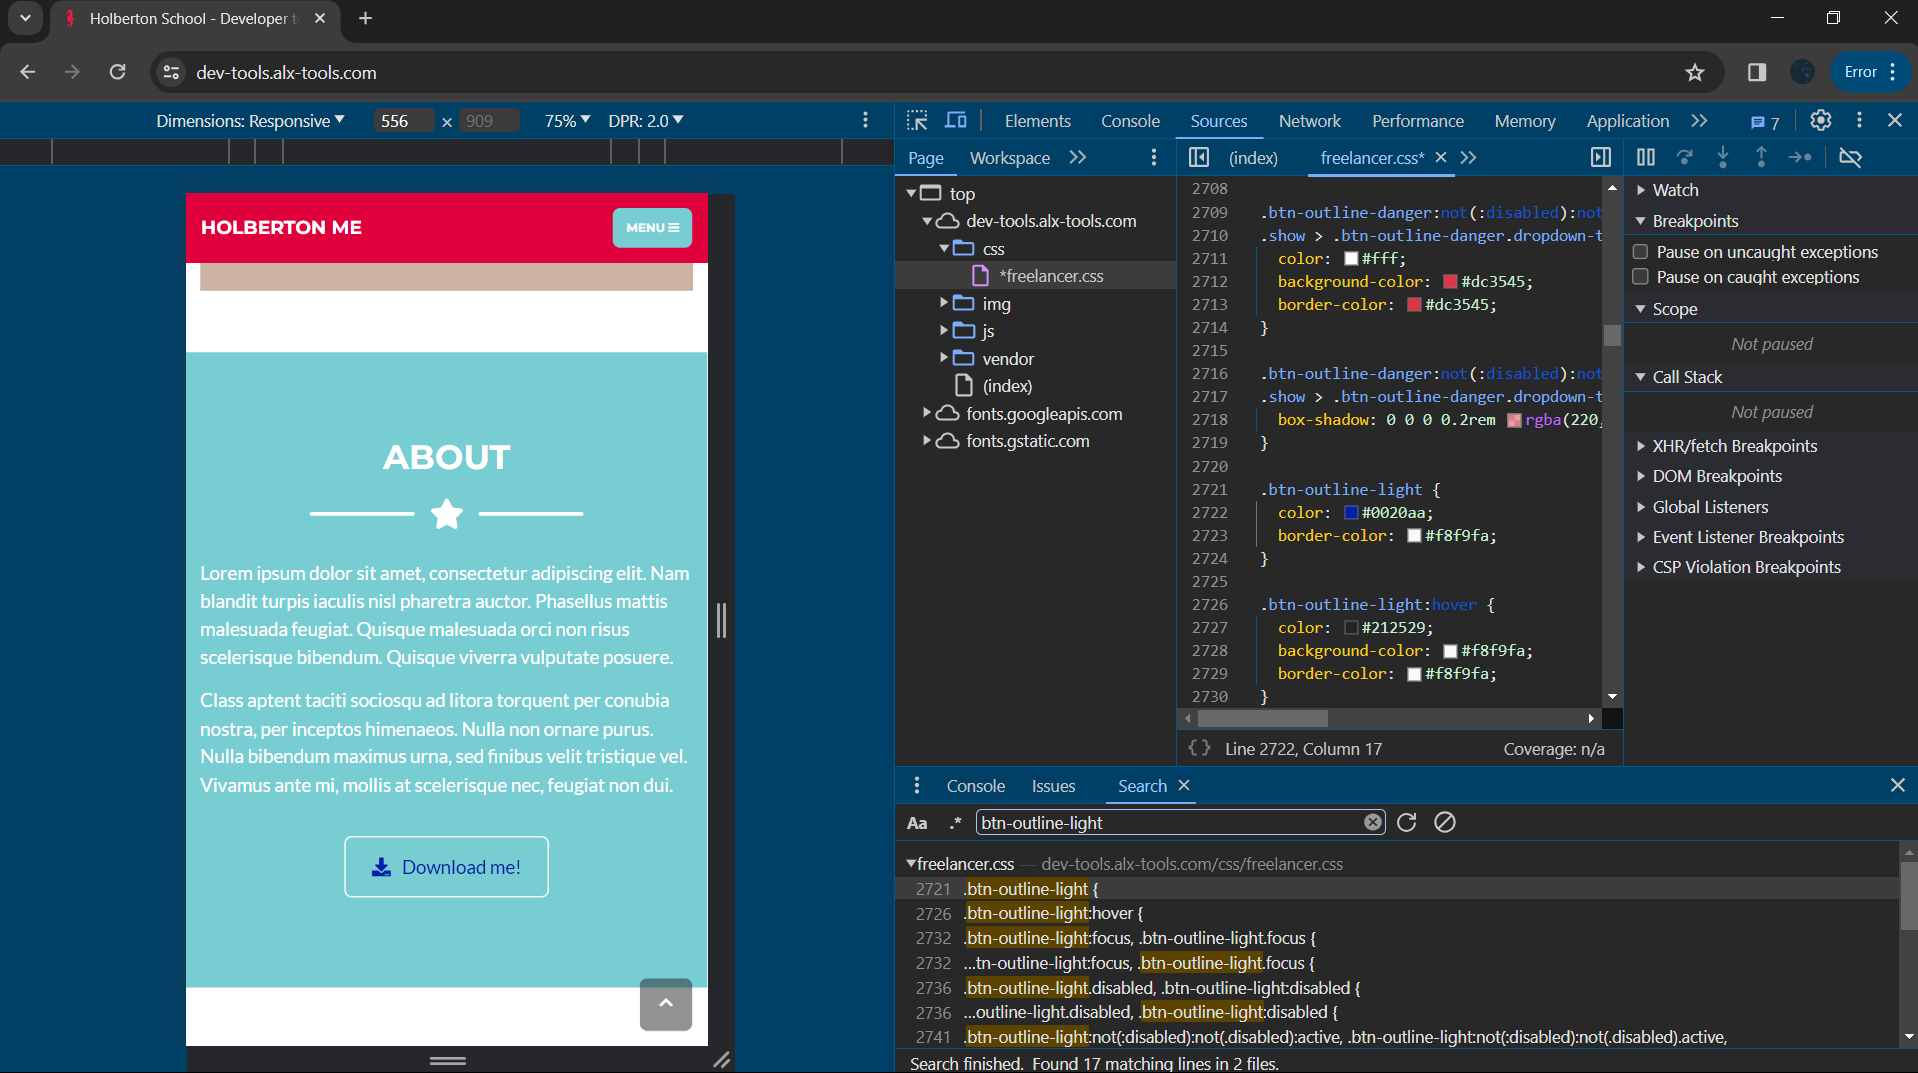 Holberton School - Developer to
dev-tools.alx-tools.com
Error
Dimensions: Responsive 556 × 909 75% DPR: 2.0
Elements Console Sources Network Performance Memory Application 7
Page Workspace
(index) freelancer.css*
HOLBERTON ME
MENU
ABOUT
Lorem ipsum dolor sit amet, consectetur adipiscing elit. Nam
blandit turpis iaculis nisl pharetra auctor. Phasellus mattis
malesuada feugiat. Quisque malesuada orci non risus
scelerisque bibendum. Quisque viverra vulputate posuere.
Class aptent taciti sociosqu ad litora torquent per conubia
nostra, per inceptos himenaeos. Nulla non ornare purus.
Nulla bibendum maximus urna, sed finibus velit tristique vel.
Vivamus ante mi, mollis at scelerisque nec, feugiat non dui.
Download me!
top
dev-tools.alx-tools.com
css
*freelancer.css
img
js
vendor
(index)
fonts.googleapis.com
fonts.gstatic.com
2708
2709 .btn-outline-danger:not(:disabled):not
2710 .show > .btn-outline-danger.dropdown-t
2711 color: #fff;
2712 background-color: #dc3545;
2713 border-color: #dc3545;
2714 }
2715
2716 .btn-outline-danger:not(:disabled):not
2717 .show > .btn-outline-danger.dropdown-t
2718 box-shadow: 0 0 0 0.2rem rgba(220,
2719 }
2720
2721 .btn-outline-light {
2722 color: #0020aa;
2723 border-color: #f8f9fa;
2724 }
2725
2726 .btn-outline-light:hover {
2727 color: #212529;
2728 background-color: #f8f9fa;
2729 border-color: #f8f9fa;
2730 }
{} Line 2722, Column 17 Coverage: n/a
Watch
Breakpoints
Pause on uncaught exceptions
Pause on caught exceptions
Scope
Not paused
Call Stack
Not paused
XHR/fetch Breakpoints
DOM Breakpoints
Global Listeners
Event Listener Breakpoints
CSP Violation Breakpoints
Console Issues Search
Aa .* btn-outline-light
freelancer.css — dev-tools.alx-tools.com/css/freelancer.css
2721 .btn-outline-light {
2726 .btn-outline-light:hover {
2732 .btn-outline-light:focus, .btn-outline-light.focus {
2732 …tn-outline-light:focus, .btn-outline-light.focus {
2736 .btn-outline-light.disabled, .btn-outline-light:disabled {
2736 …outline-light.disabled, .btn-outline-light:disabled {
2741 .btn-outline-light:not(:disabled):not(.disabled):active, .btn-outline-light:not(:disabled):not(.disabled).active,
Search finished. Found 17 matching lines in 2 files.